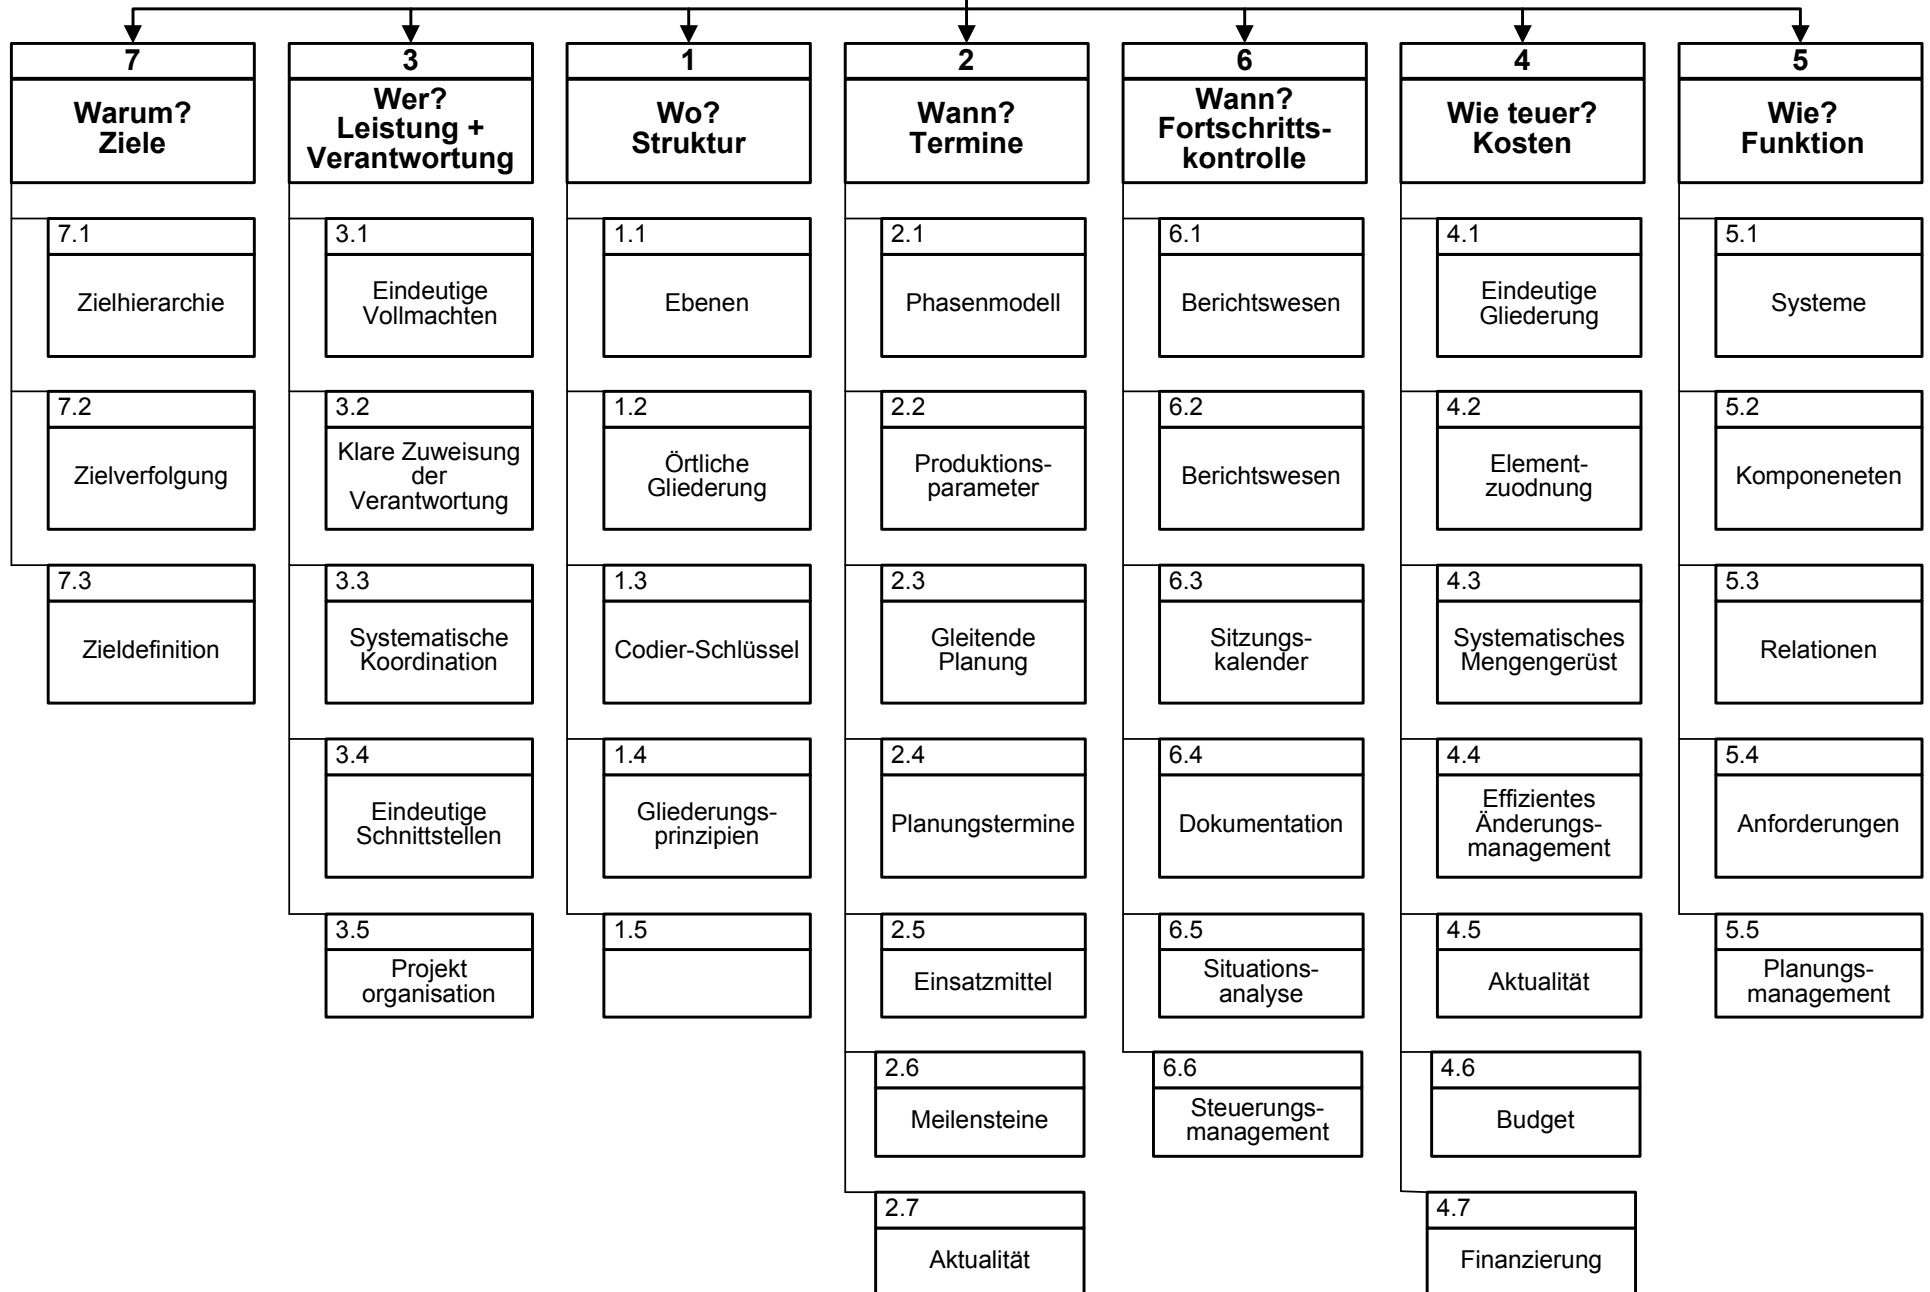 7
Warum?
Ziele
7.1
Zielhierarchie
7.2
Zielverfolgung
7.3
Zieldefinition
3
Wer?
Leistung +
Verantwortung
3.1
Eindeutige
Vollmachten
3.2
Klare Zuweisung
der
Verantwortung
3.3
Systematische
Koordination
3.4
Eindeutige
Schnittstellen
3.5
Projekt
organisation
1
Wo?
Struktur
1.1
Ebenen
1.2
Örtliche
Gliederung
1.3
Codier-Schlüssel
1.4
Gliederungs-
prinzipien
1.5
2
Wann?
Termine
2.1
Phasenmodell
2.2
Produktions-
parameter
2.3
Gleitende
Planung
2.4
Planungstermine
2.5
Einsatzmittel
2.6
Meilensteine
2.7
Aktualität
6
Wann?
Fortschritts-
kontrolle
6.1
Berichtswesen
6.2
Berichtswesen
6.3
Sitzungs-
kalender
6.4
Dokumentation
6.5
Situations-
analyse
6.6
Steuerungs-
management
4
Wie teuer?
Kosten
4.1
Eindeutige
Gliederung
4.2
Element-
zuodnung
4.3
Systematisches
Mengengerüst
4.4
Effizientes
Änderungs-
management
4.5
Aktualität
4.6
Budget
4.7
Finanzierung
5
Wie?
Funktion
5.1
Systeme
5.2
Komponeneten
5.3
Relationen
5.4
Anforderungen
5.5
Planungs-
management